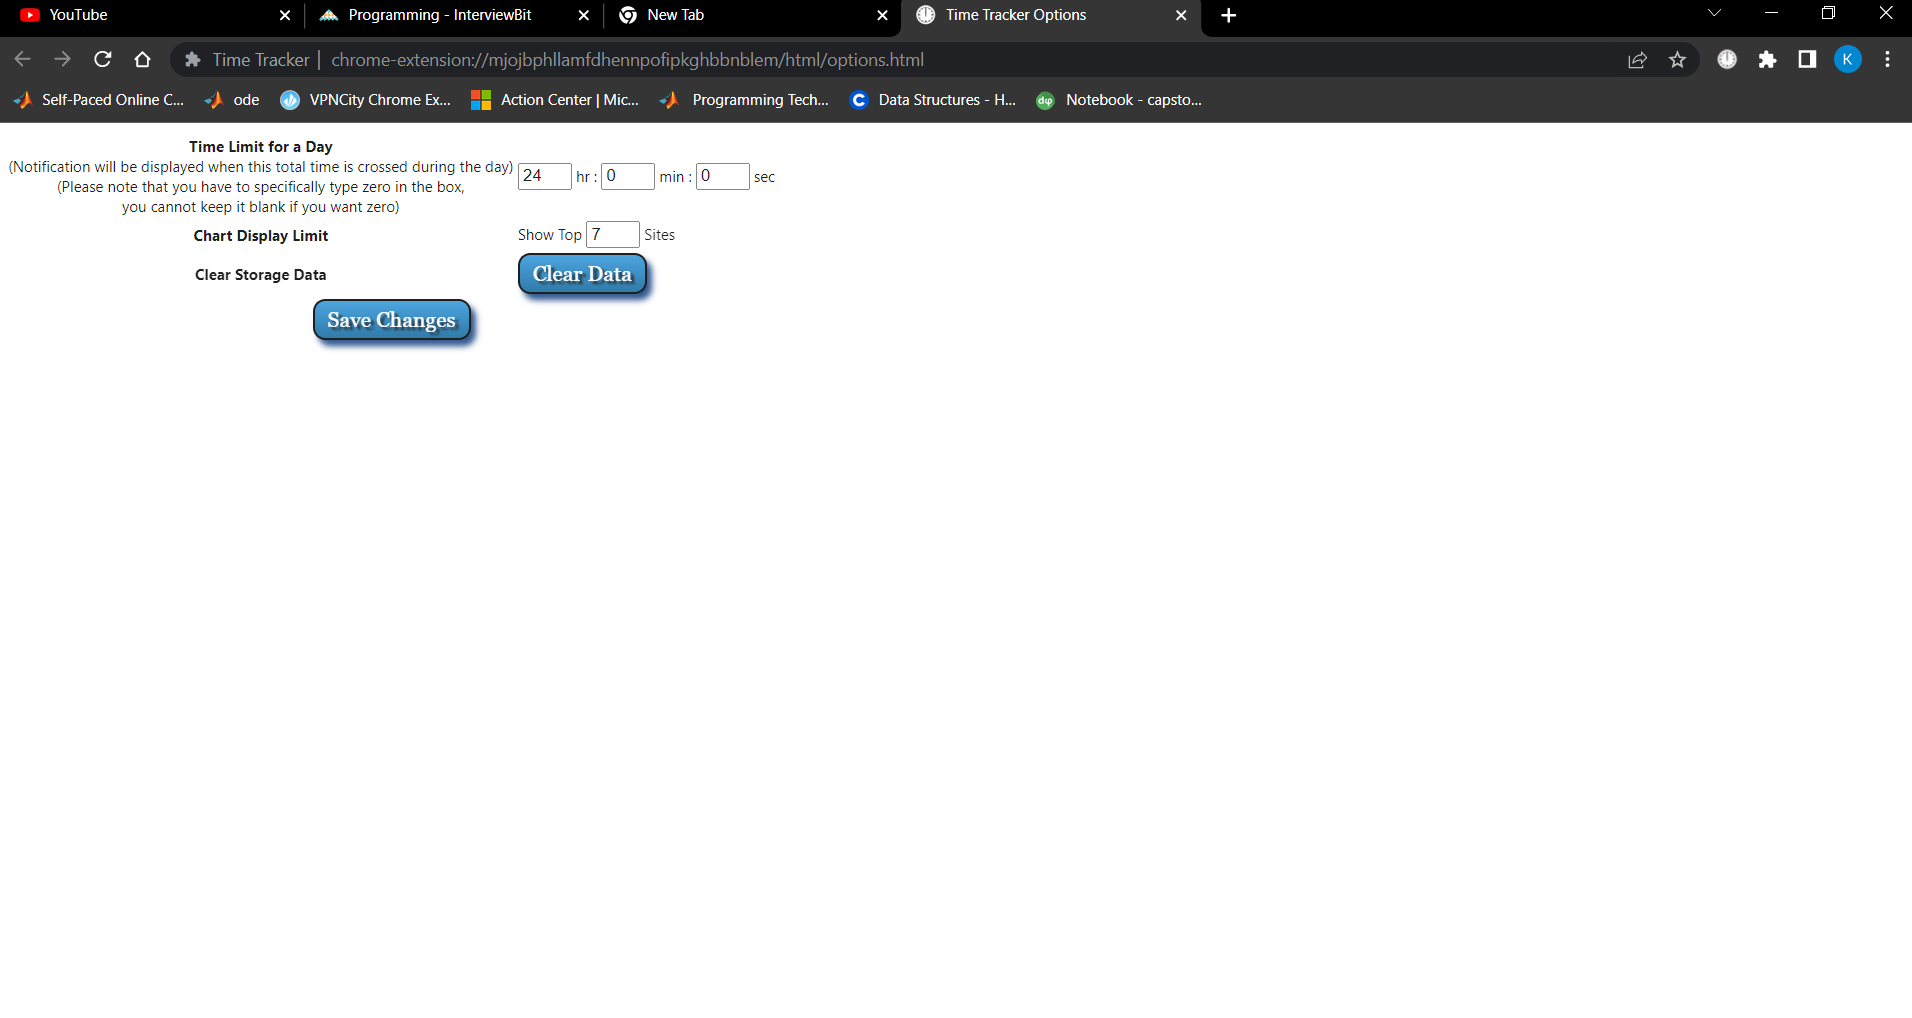 YouTube
Programming - InterviewBit
New Tab
Time Tracker Options
Time Tracker | chrome-extension://mjojbphllamfdhennpofipkghbbnblem/html/options.html
K
Self-Paced Online C...
ode
VPNCity Chrome Ex...
Action Center | Mic...
Programming Tech...
C
Data Structures - H...
Notebook - capsto...
Time Limit for a Day
(Notification will be displayed when this total time is crossed during the day)
(Please note that you have to specifically type zero in the box,
you cannot keep it blank if you want zero)
24 hr : 0 min : 0 sec
Chart Display Limit
Show Top 7 Sites
Clear Storage Data
Clear Data
Save Changes